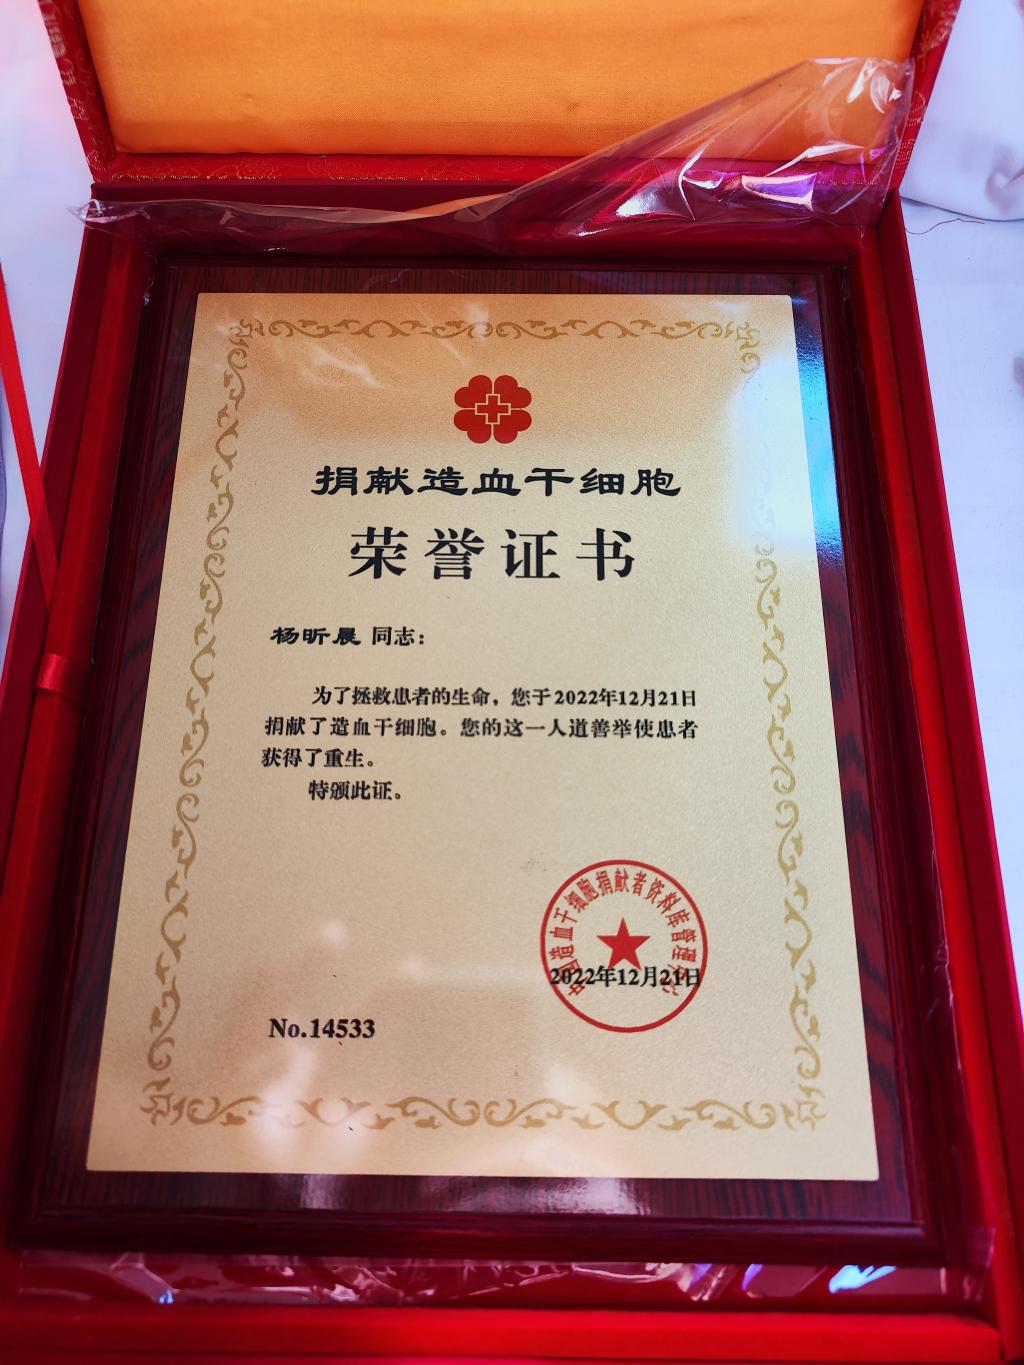 捐献造血干细胞
荣誉证书
杨昕晨 同志：
为了拯救患者的生命，您于2022年12月21日
捐献了造血干细胞。您的这一人道善举使患者
获得了重生。
特颁此证。
中国造血干细胞捐献者资料库管理中心
2022年12月21日
No.14533